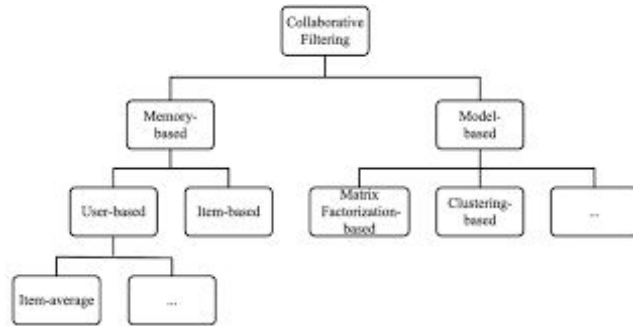 Collaborative
Filtering
Memory-
based
Model-
based
User-based
Item-based
Matrix
Factorization-
based
Clustering-
based
...
Item-average
...